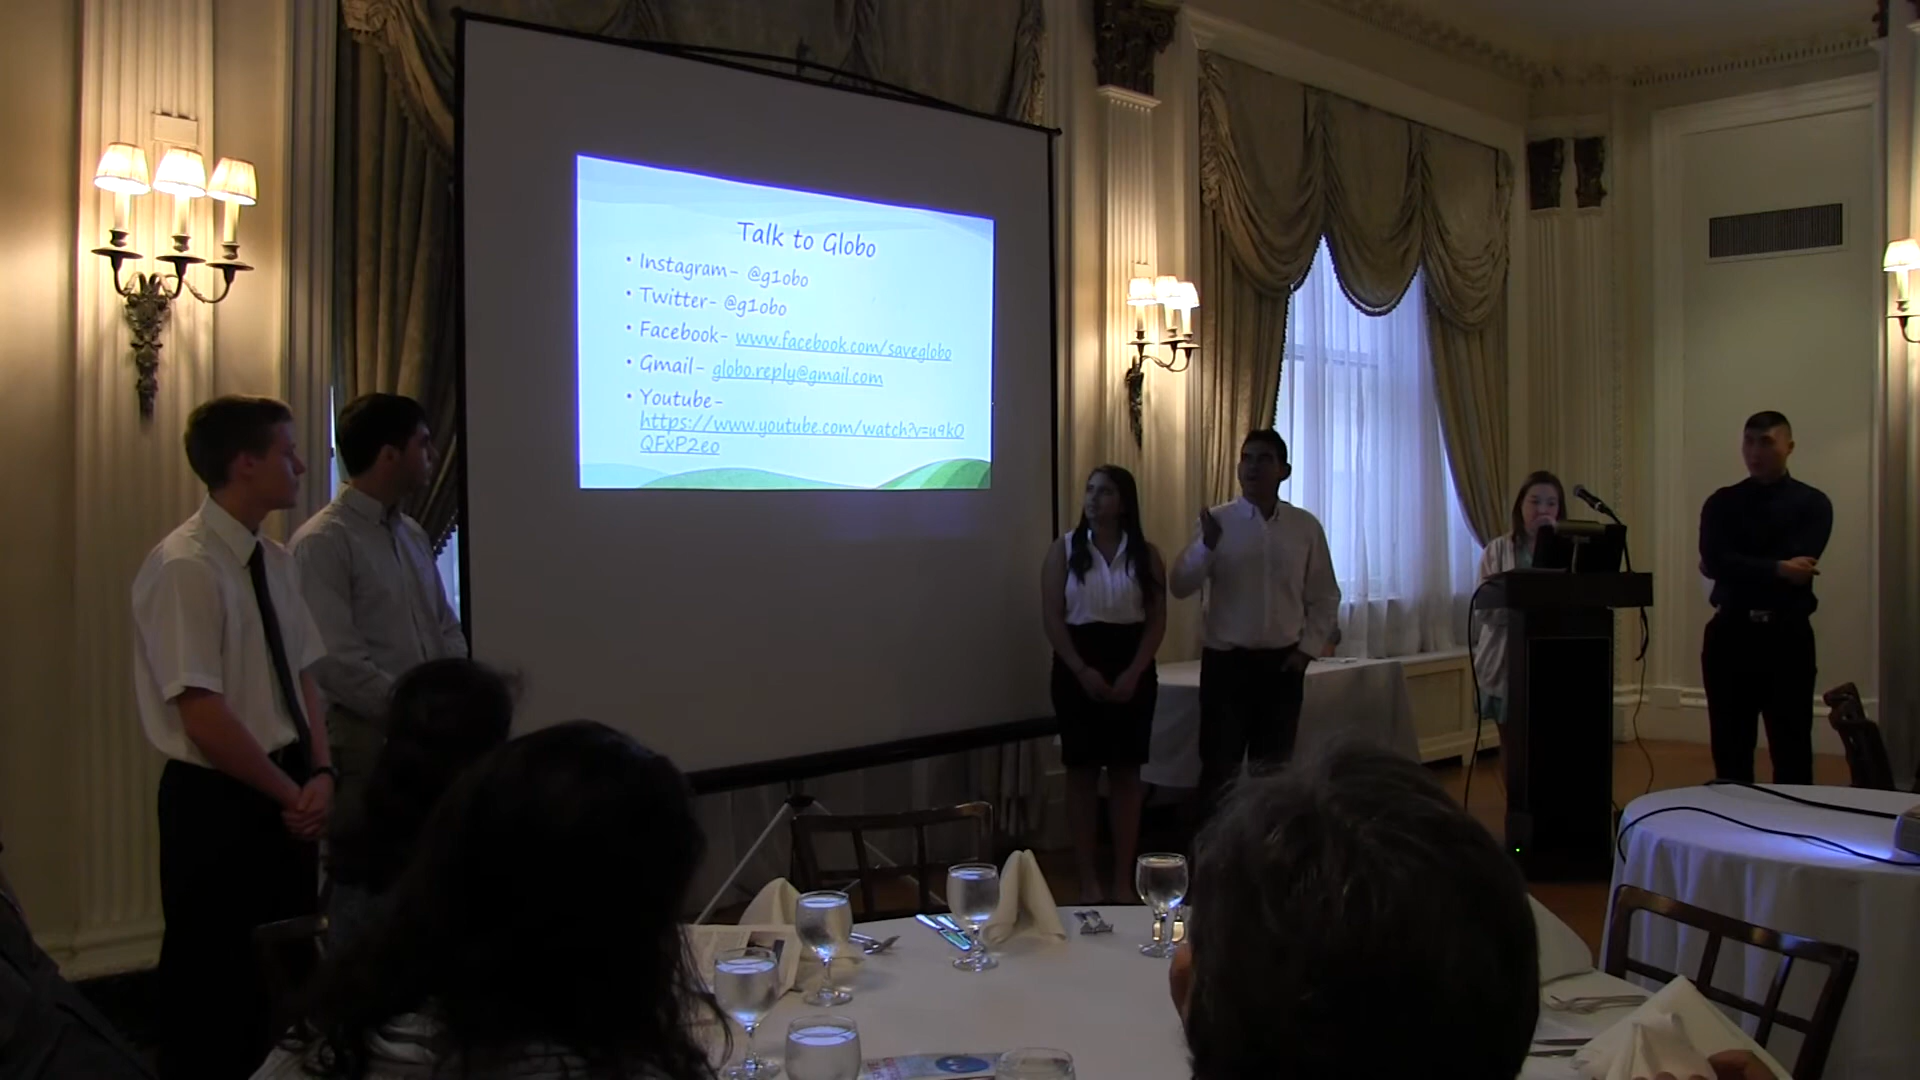 Talk to Globo
• Instagram- @g1obo
• Twitter- @g1obo
• Facebook- www.facebook.com/saveglobo
• Gmail- globo.reply@gmail.com
• Youtube-
https://www.youtube.com/watch?v=u9kQ
QFxP2eo